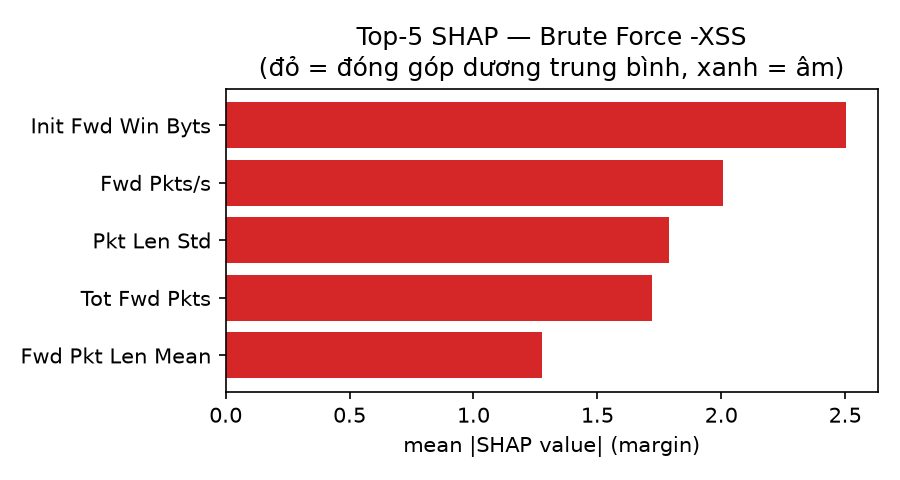 Top-5 SHAP — Brute Force -XSS
(đỏ = đóng góp dương trung bình, xanh = âm)
Init Fwd Win Byts
Fwd Pkts/s
Pkt Len Std
Tot Fwd Pkts
Fwd Pkt Len Mean
0.0 0.5 1.0 1.5 2.0 2.5
mean |SHAP value| (margin)